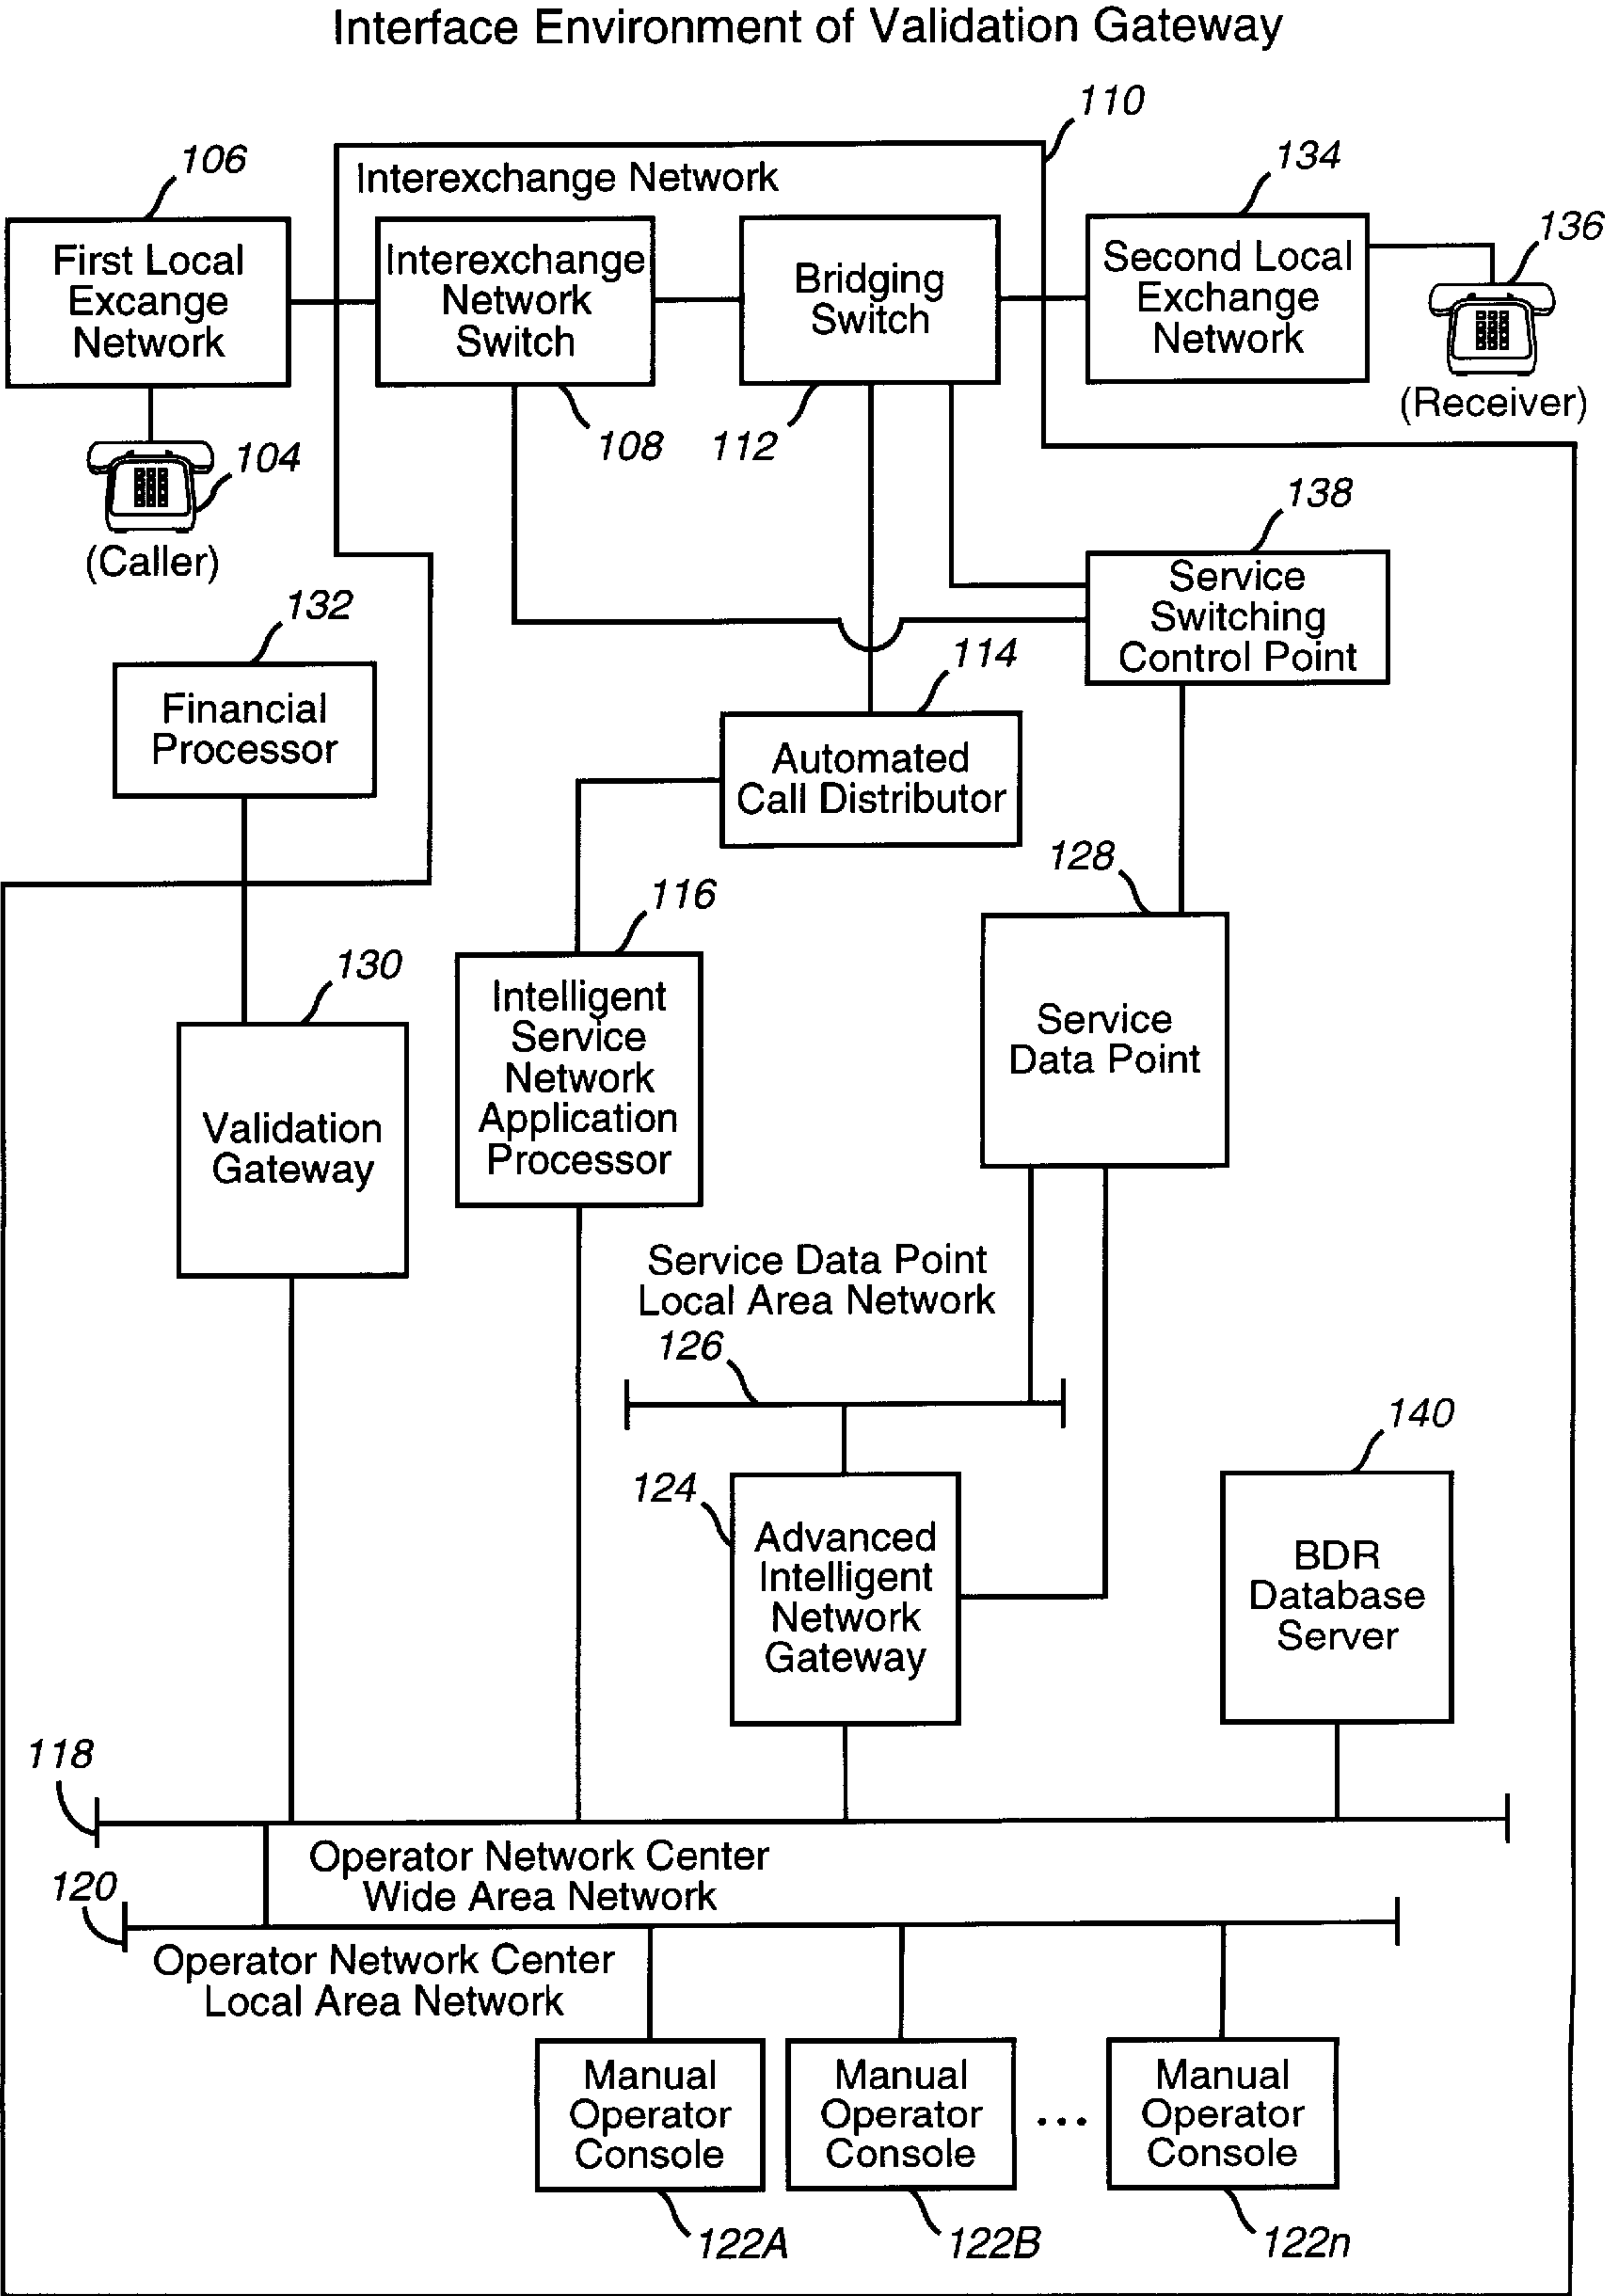 Interface Environment of Validation Gateway
110
106
134
136
Interexchange Network
First Local
Excange
Network
Interexchange
Network
Switch
Bridging
Switch
Second Local
Exchange
Network
(Receiver)
108
112
104
(Caller)
138
Service
Switching
Control Point
132
Financial
Processor
114
Automated
Call Distributor
128
Service
Data Point
116
Intelligent
Service
Network
Application
Processor
130
Validation
Gateway
Service Data Point
Local Area Network
126
124
Advanced
Intelligent
Network
Gateway
140
BDR
Database
Server
118
Operator Network Center
Wide Area Network
120
Operator Network Center
Local Area Network
Manual
Operator
Console
Manual
Operator
Console
...
Manual
Operator
Console
122A
122B
122n